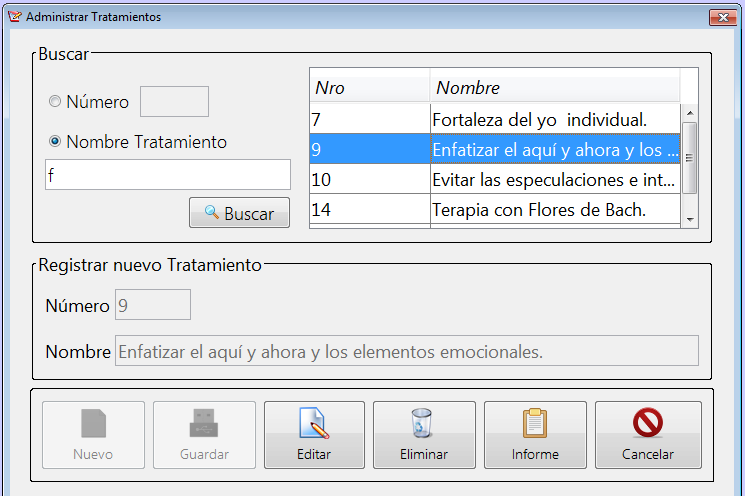 Administrar Tratamientos
Buscar
Número
Nombre Tratamiento
f
Buscar
Nro Nombre
7 Fortaleza del yo individual.
9 Enfatizar el aquí y ahora y los ...
10 Evitar las especulaciones e int...
14 Terapia con Flores de Bach.
Registrar nuevo Tratamiento
Número 9
Nombre Enfatizar el aquí y ahora y los elementos emocionales.
Nuevo Guardar Editar Eliminar Informe Cancelar